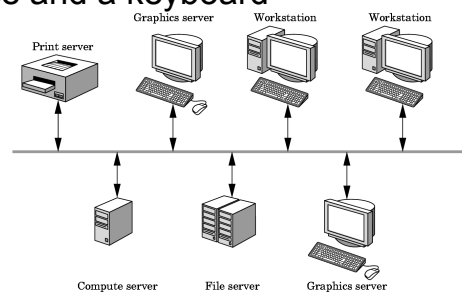 and a keyboard
Graphics server
Workstation
Workstation
Print server
Compute server
File server
Graphics server